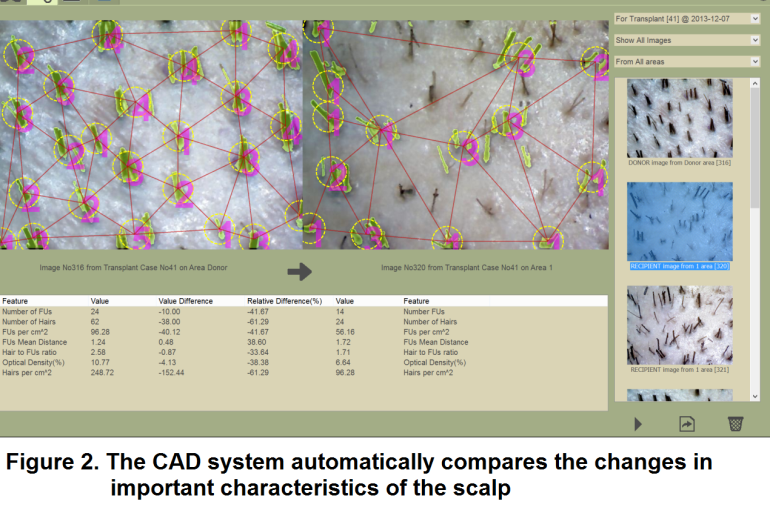 For Transplant [41] @ 2013-12-07
Show All Images
From All areas
DONOR Image from Donor area [316]
RECIPIENT Image from 1 area [320]
RECIPIENT Image from 1 area [321]
Image No316 from Transplant Case No41 on Area Donor
Image No320 from Transplant Case No41 on Area 1
Feature Value Value Difference Relative Difference(%) Value Feature
Number of FUs 24 -10.00 -41.67 14 Number FUs
Number of Hairs 62 -38.00 -61.29 24 Number of Hairs
FUs per cm^2 96.28 -40.12 -41.67 56.16 FUs per cm^2
FUs Mean Distance 1.24 0.48 38.60 1.72 FUs Mean Distance
Hair to FUs ratio 2.58 -0.87 -33.64 1.71 Hair to FUs ratio
Optical Density(%) 10.77 -4.13 -38.38 6.64 Optical Density(%)
Hairs per cm^2 248.72 -152.44 -61.29 96.28 Hairs per cm^2
Figure 2. The CAD system automatically compares the changes in
important characteristics of the scalp